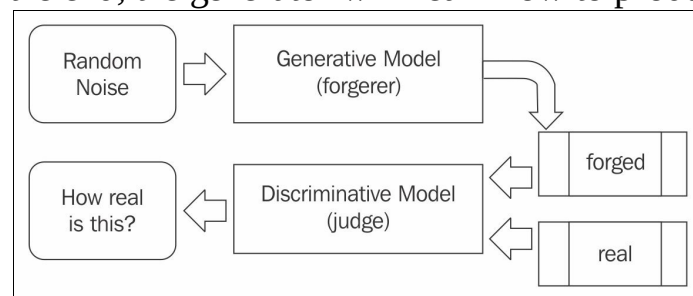 Random
Noise
Generative Model
(forgerer)
forged
How real
is this?
Discriminative Model
(judge)
real